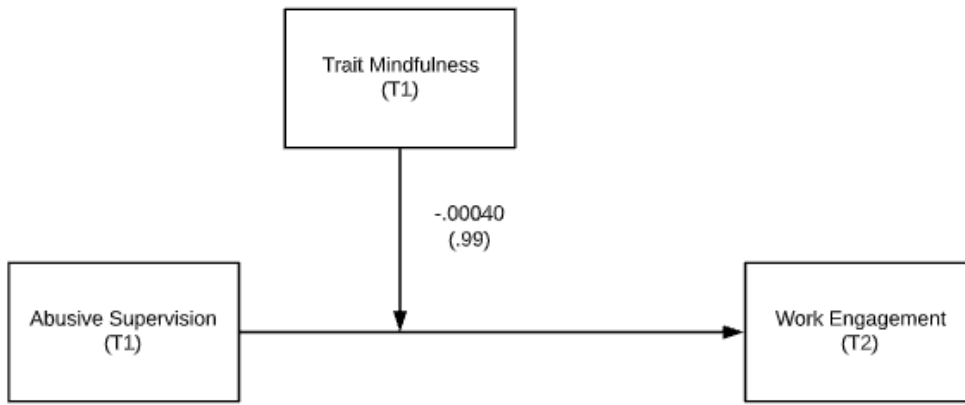 Trait Mindfulness
(T1)
-.00040
(.99)
Abusive Supervision
(T1)
Work Engagement
(T2)